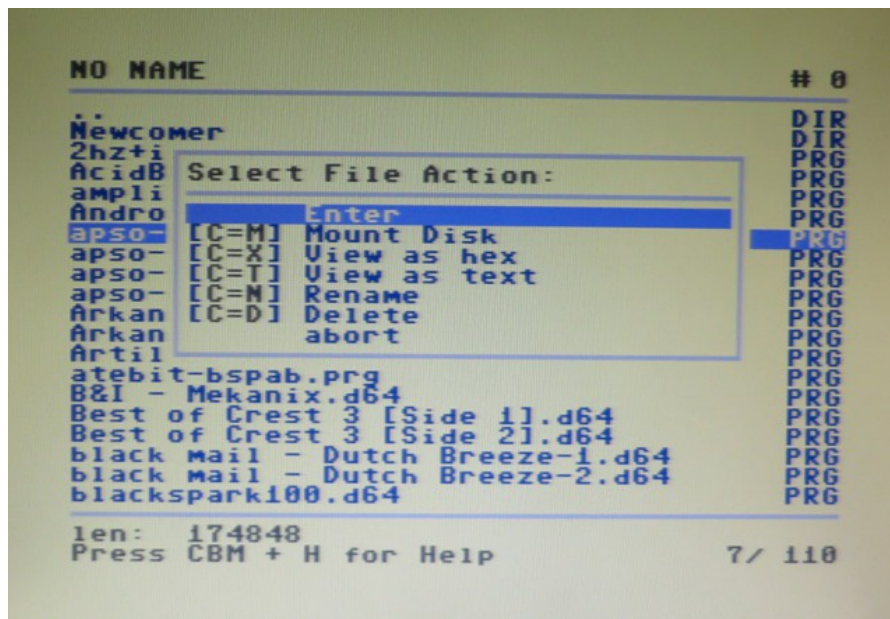 NO NAME # 0
.. DIR
Newcomer DIR
2hz+i PRG
AcidB Select File Action: PRG
ampli PRG
Andro Enter PRG
apso- [C=M] Mount Disk PRG
apso- [C=X] View as hex PRG
apso- [C=T] View as text PRG
apso- [C=N] Rename PRG
Arkan [C=D] Delete PRG
Arkan abort PRG
Artil PRG
atebit-bspab.prg PRG
B&I - Mekanix.d64 PRG
Best of Crest 3 [Side 1].d64 PRG
Best of Crest 3 [Side 2].d64 PRG
black mail - Dutch Breeze-1.d64 PRG
black mail - Dutch Breeze-2.d64 PRG
blackspark100.d64 PRG
len: 174848
Press CBM + H for Help 7/ 110